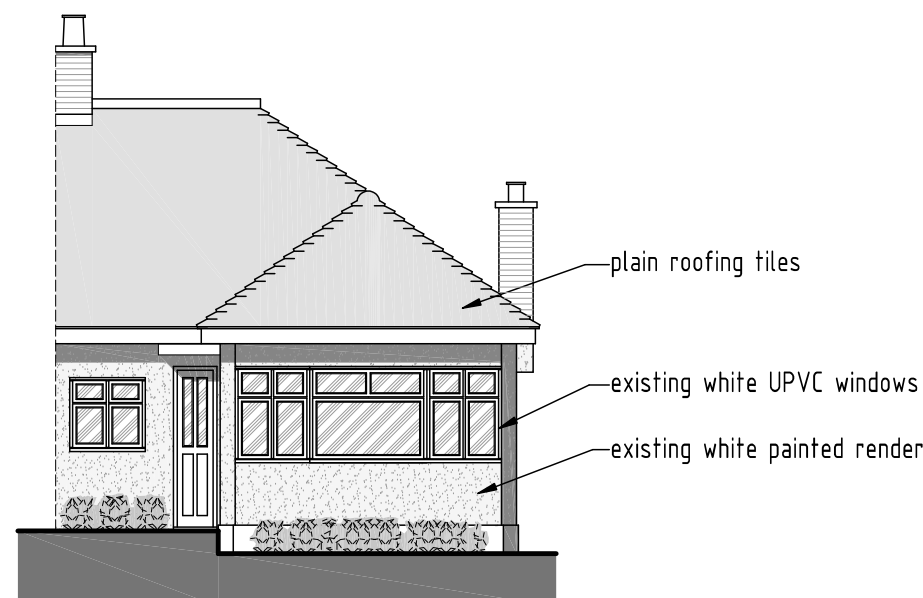 plain roofing tiles
existing white UPVC windows
existing white painted render